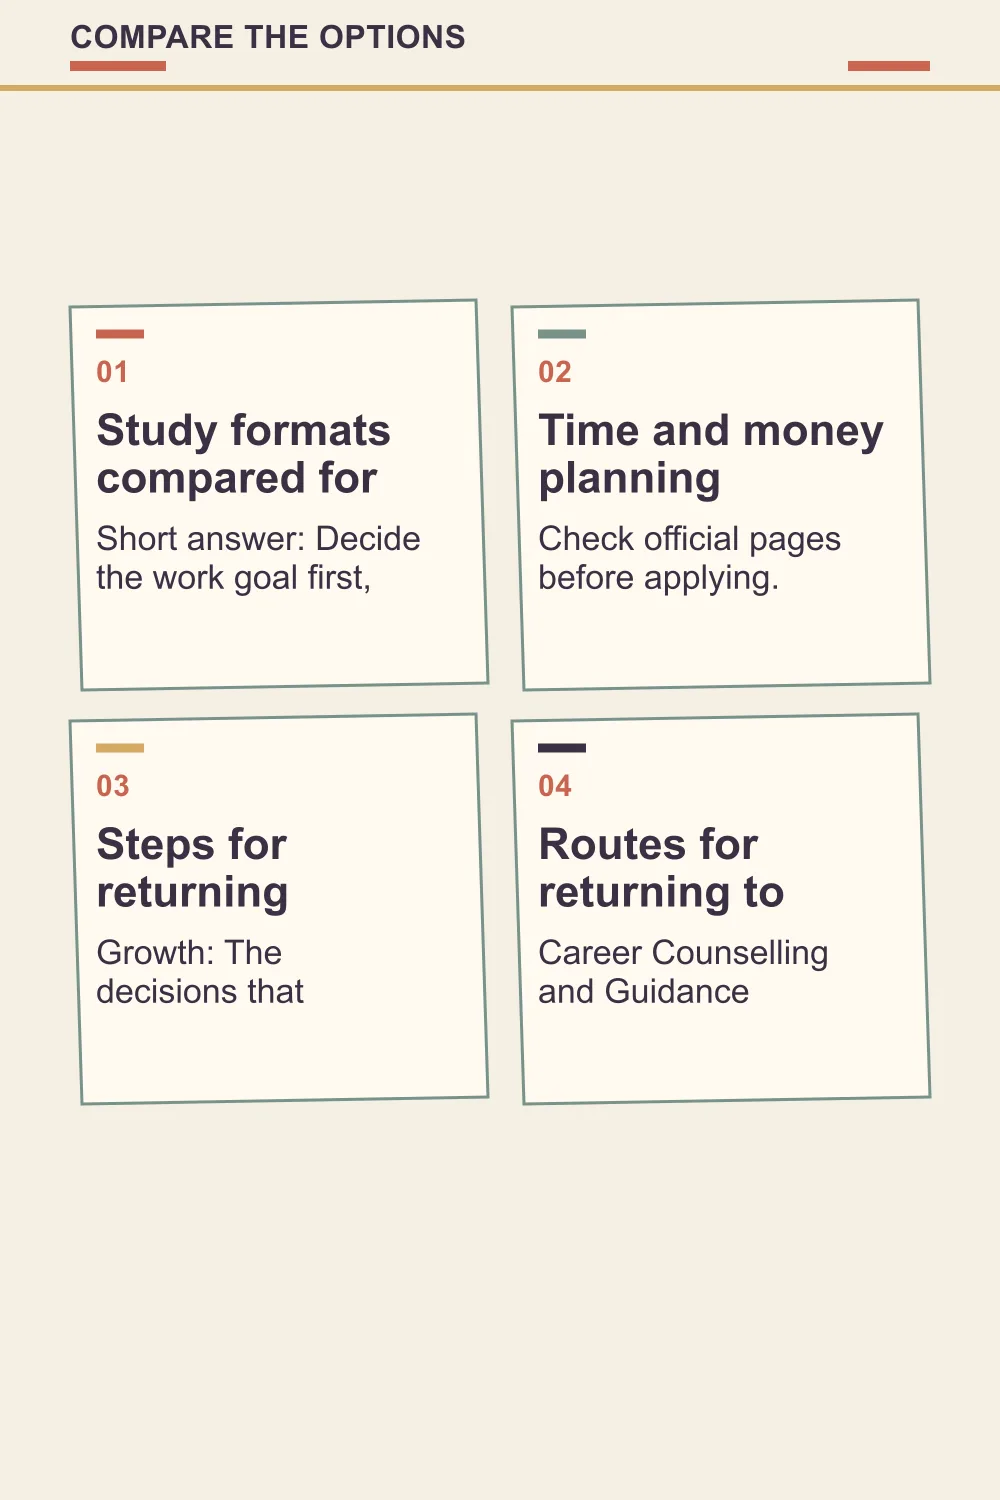 COMPARE THE OPTIONS
01
Study formats
compared for
Short answer: Decide
the work goal first,
02
Time and money
planning
Check official pages
before applying.
03
Steps for
returning
Growth: The
decisions that
04
Routes for
returning to
Career Counselling
and Guidance